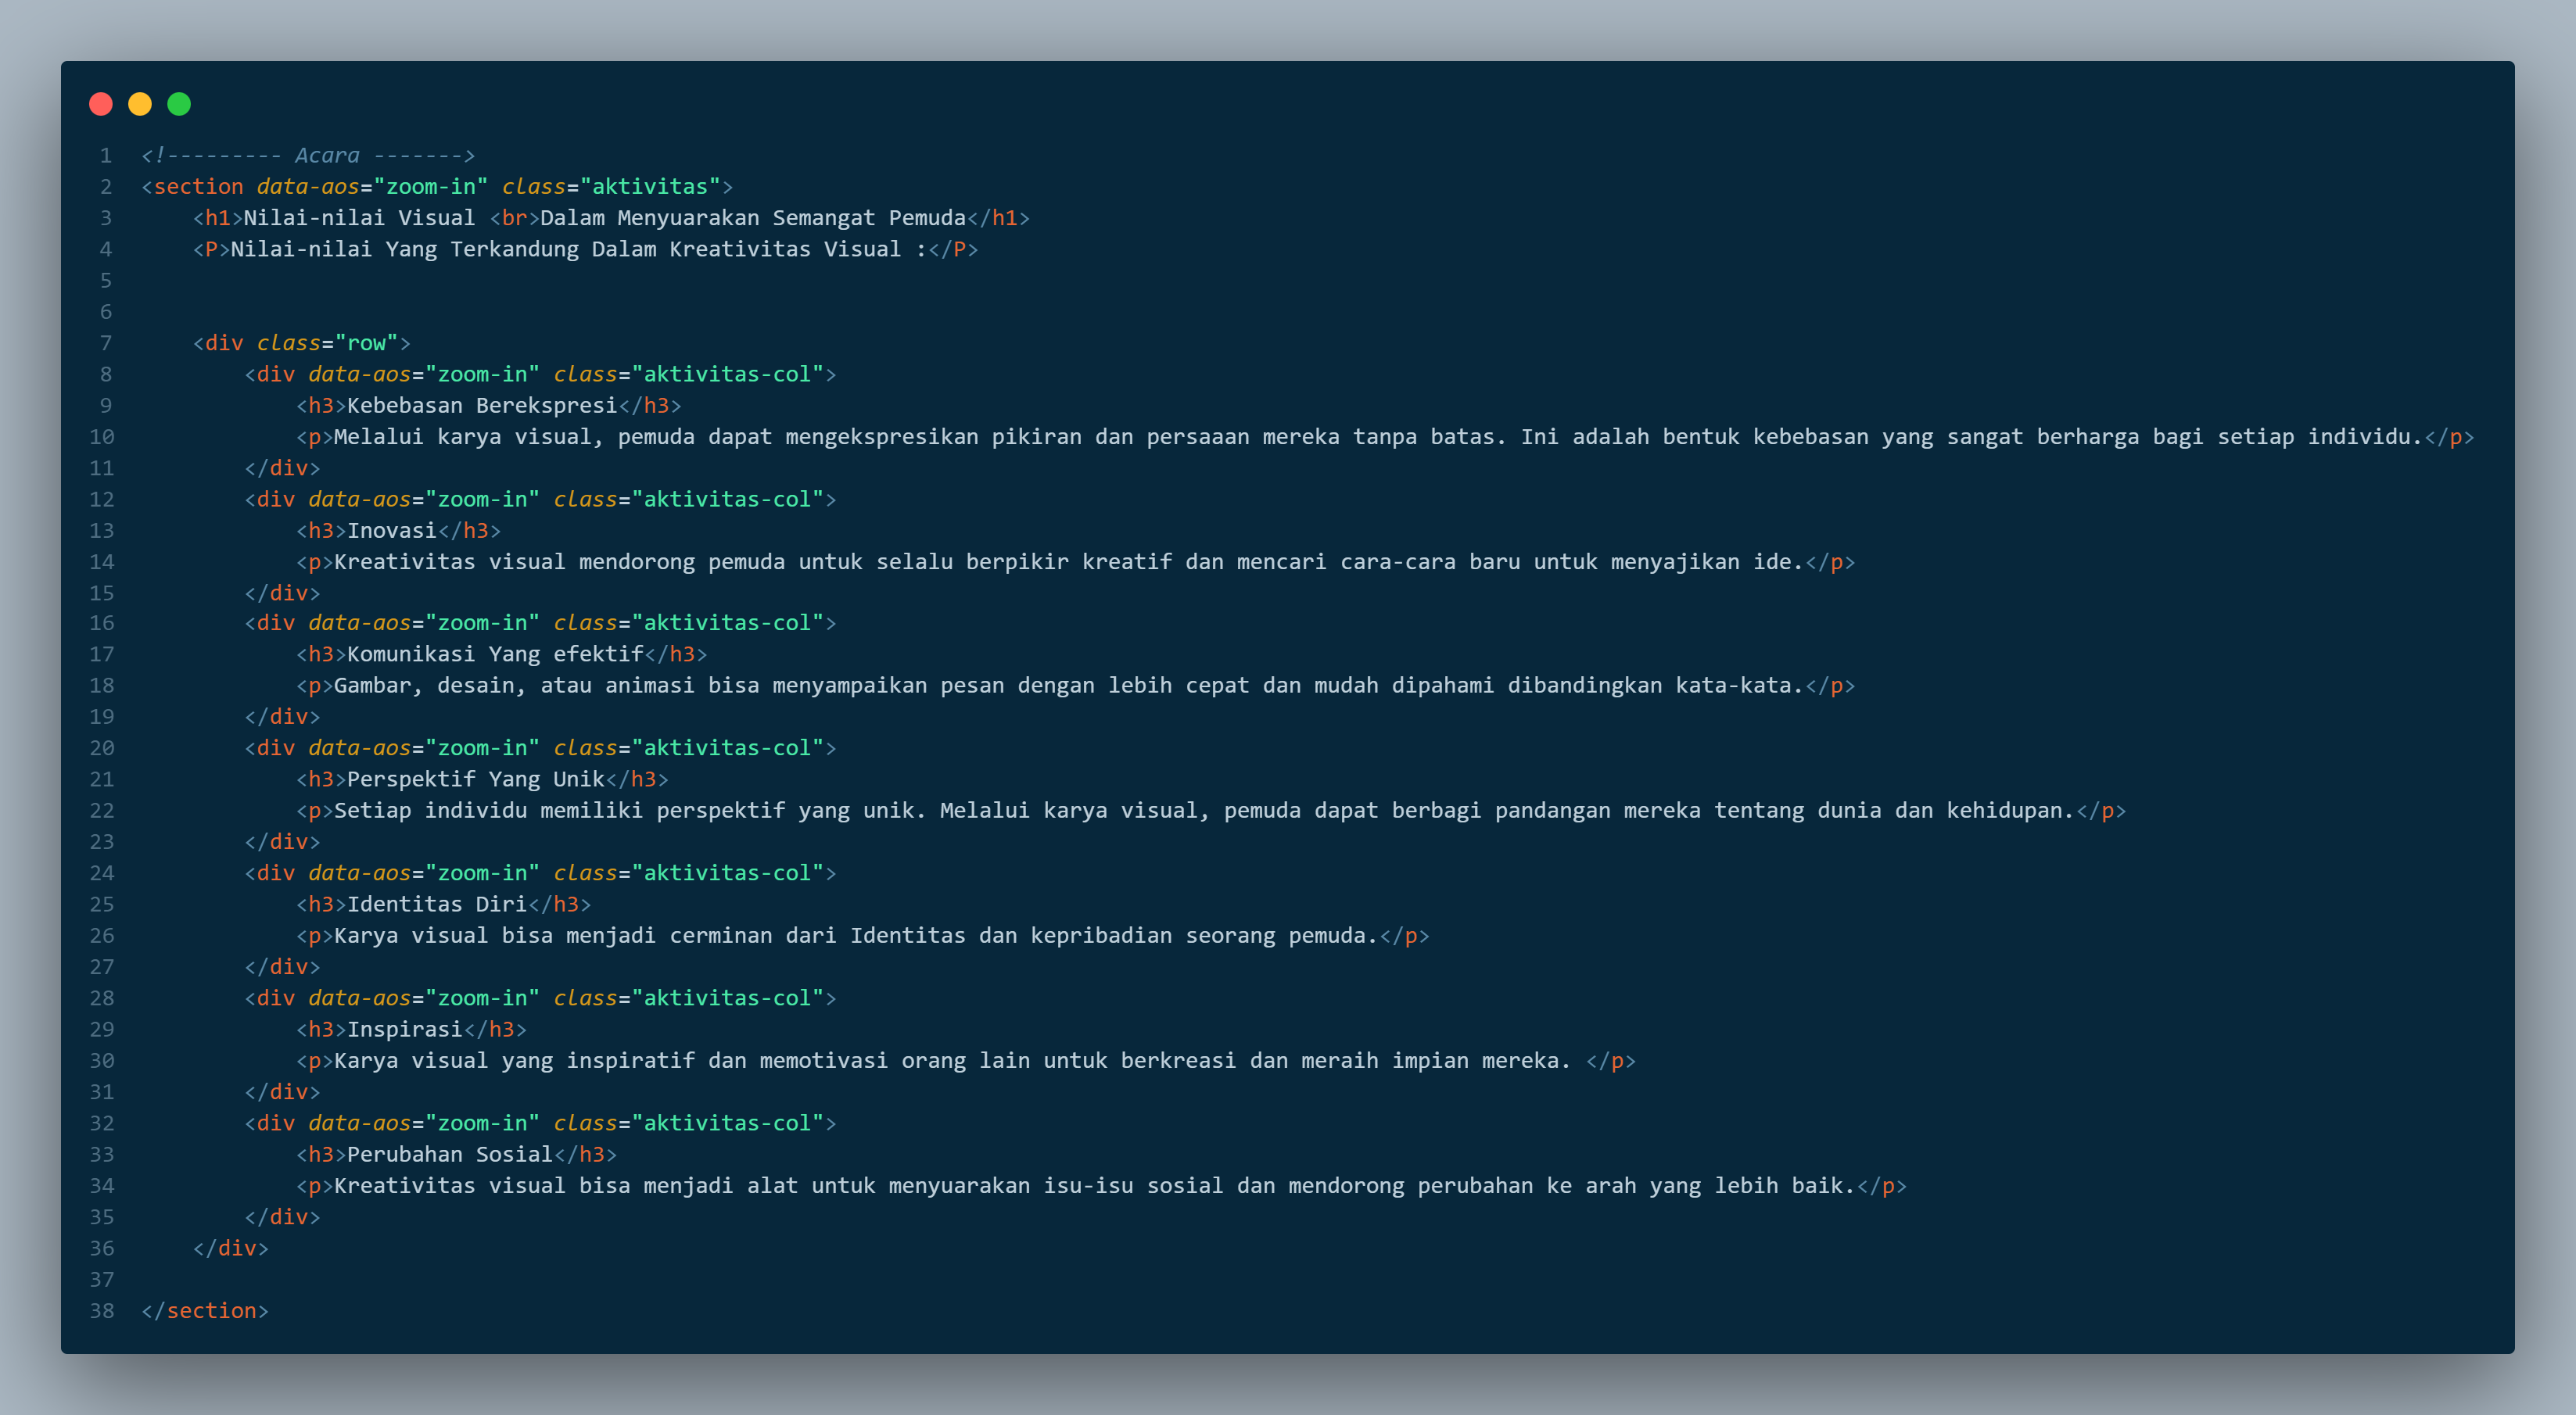 1 <!--------- Acara ------->
2 <section data-aos="zoom-in" class="aktivitas">
3     <h1>Nilai-nilai Visual <br>Dalam Menyuarakan Semangat Pemuda</h1>
4     <P>Nilai-nilai Yang Terkandung Dalam Kreativitas Visual :</P>
5
6
7     <div class="row">
8         <div data-aos="zoom-in" class="aktivitas-col">
9             <h3>Kebebasan Berekspresi</h3>
10             <p>Melalui karya visual, pemuda dapat mengekspresikan pikiran dan persaaan mereka tanpa batas. Ini adalah bentuk kebebasan yang sangat berharga bagi setiap individu.</p>
11         </div>
12         <div data-aos="zoom-in" class="aktivitas-col">
13             <h3>Inovasi</h3>
14             <p>Kreativitas visual mendorong pemuda untuk selalu berpikir kreatif dan mencari cara-cara baru untuk menyajikan ide.</p>
15         </div>
16         <div data-aos="zoom-in" class="aktivitas-col">
17             <h3>Komunikasi Yang efektif</h3>
18             <p>Gambar, desain, atau animasi bisa menyampaikan pesan dengan lebih cepat dan mudah dipahami dibandingkan kata-kata.</p>
19         </div>
20         <div data-aos="zoom-in" class="aktivitas-col">
21             <h3>Perspektif Yang Unik</h3>
22             <p>Setiap individu memiliki perspektif yang unik. Melalui karya visual, pemuda dapat berbagi pandangan mereka tentang dunia dan kehidupan.</p>
23         </div>
24         <div data-aos="zoom-in" class="aktivitas-col">
25             <h3>Identitas Diri</h3>
26             <p>Karya visual bisa menjadi cerminan dari Identitas dan kepribadian seorang pemuda.</p>
27         </div>
28         <div data-aos="zoom-in" class="aktivitas-col">
29             <h3>Inspirasi</h3>
30             <p>Karya visual yang inspiratif dan memotivasi orang lain untuk berkreasi dan meraih impian mereka. </p>
31         </div>
32         <div data-aos="zoom-in" class="aktivitas-col">
33             <h3>Perubahan Sosial</h3>
34             <p>Kreativitas visual bisa menjadi alat untuk menyuarakan isu-isu sosial dan mendorong perubahan ke arah yang lebih baik.</p>
35         </div>
36     </div>
37
38 </section>